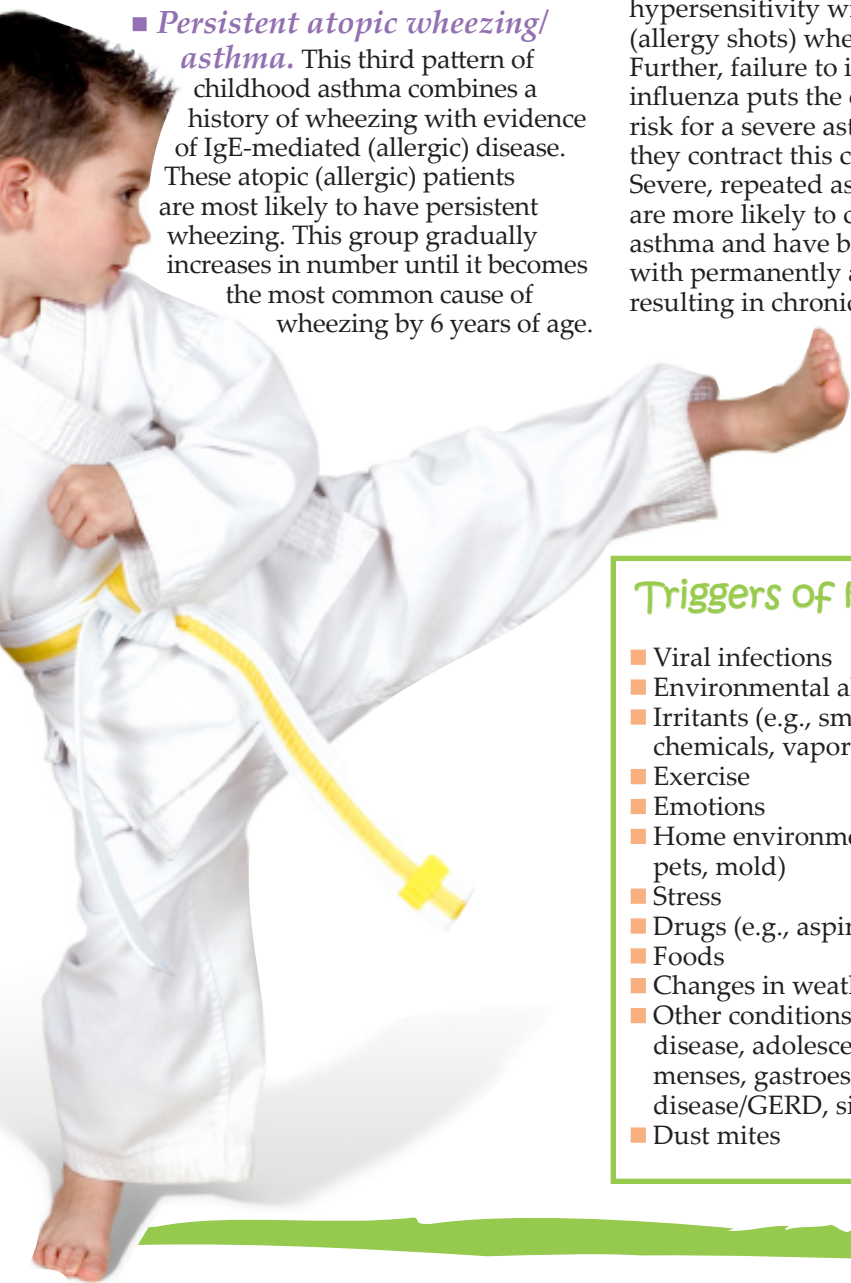 ■ Persistent atopic wheezing/
asthma. This third pattern of
childhood asthma combines a
history of wheezing with evidence
of IgE-mediated (allergic) disease.
These atopic (allergic) patients
are most likely to have persistent
wheezing. This group gradually
increases in number until it becomes
the most common cause of
wheezing by 6 years of age.
hypersensitivity
(allergy shots)
Further, failure to
influenza puts the
risk for a severe
they contract this
Severe, repeated
are more likely to
asthma and have
with permanently
resulting in
Triggers of
■ Viral infections
■ Environmental
■ Irritants (e.g.,
chemicals,
■ Exercise
■ Emotions
■ Home
pets, mold)
■ Stress
■ Drugs (e.g.,
■ Foods
■ Changes in
■ Other conditions
disease,
menses,
disease/GERD,
■ Dust mites